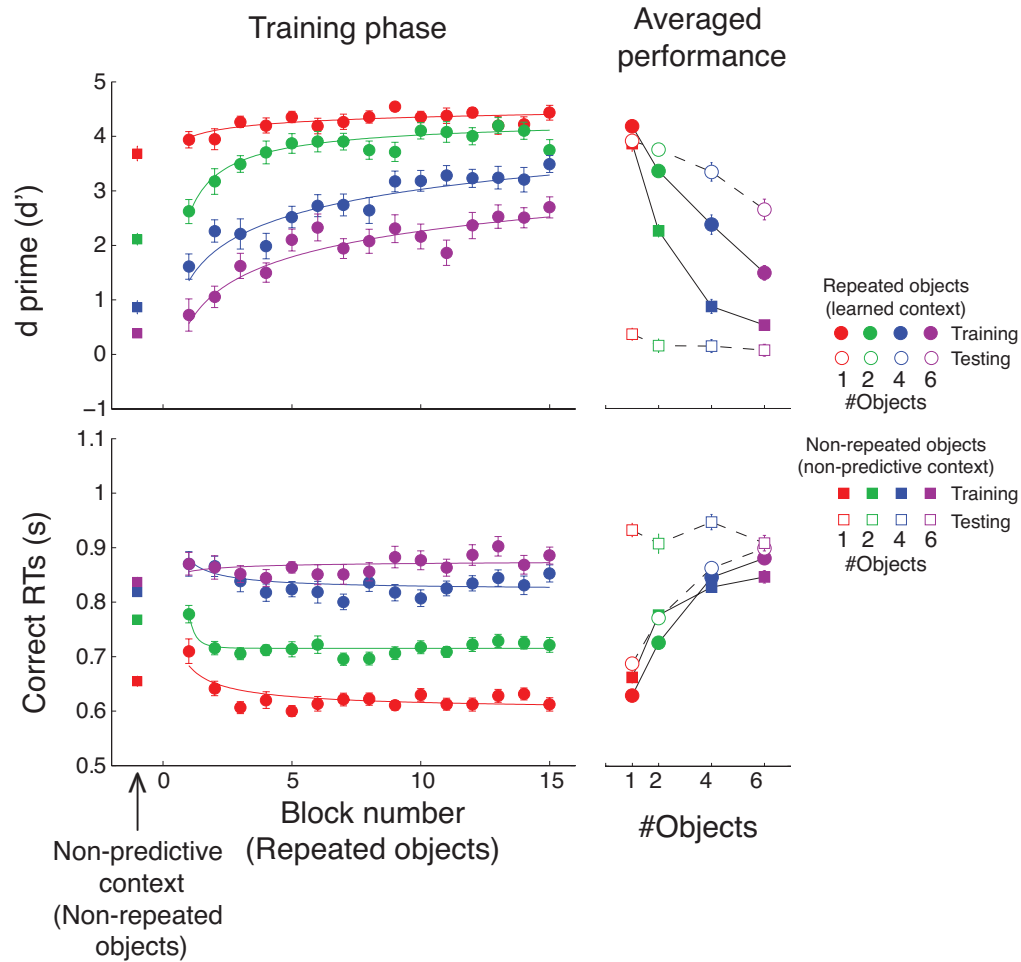 Training phase
Averaged
performance
d prime (d')
5
4
3
2
1
0
−1
Repeated objects
(learned context)
Training
Testing
1 2 4 6
#Objects
Non-repeated objects
(non-predictive context)
Training
Testing
1 2 4 6
#Objects
Correct RTs (s)
1.1
1
0.9
0.8
0.7
0.6
0.5
0 5 10 15
Block number
(Repeated objects)
1 2 4 6
#Objects
Non-predictive
context
(Non-repeated
objects)